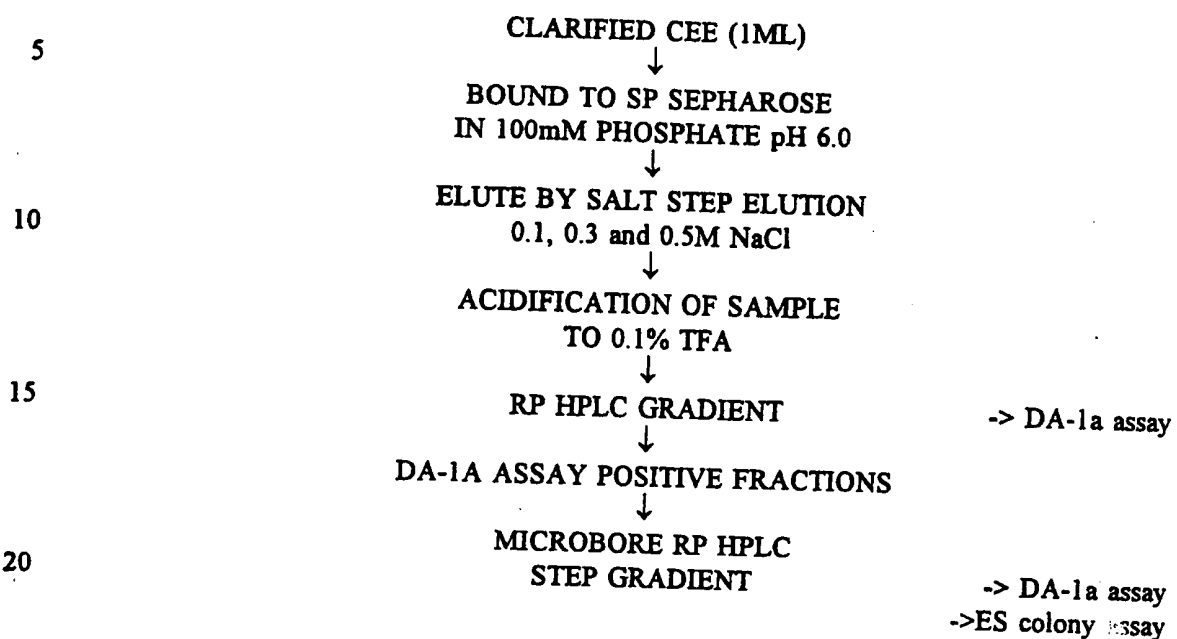 5
CLARIFIED CEE (1ML)
↓
BOUND TO SP SEPHAROSE
IN 100mM PHOSPHATE pH 6.0
↓
10
ELUTE BY SALT STEP ELUTION
0.1, 0.3 and 0.5M NaCl
↓
ACIDIFICATION OF SAMPLE
TO 0.1% TFA
↓
15
RP HPLC GRADIENT -> DA-1a assay
↓
DA-1A ASSAY POSITIVE FRACTIONS
↓
20
MICROBORE RP HPLC
STEP GRADIENT -> DA-1a assay
->ES colony assay